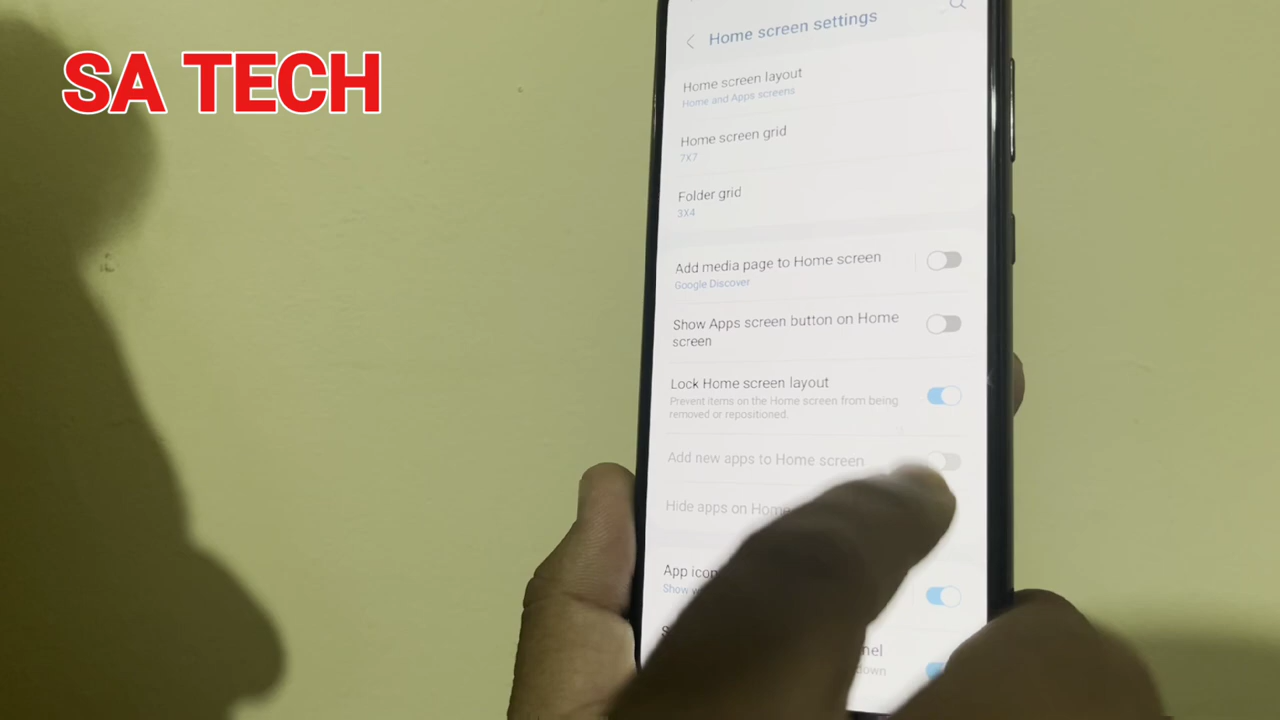 SA TECH
Home screen settings
Home screen layout
Home and Apps screens
Home screen grid
7X7
Folder grid
3X4
Add media page to Home screen
Google Discover
Show Apps screen button on Home
screen
Lock Home screen layout
Prevent items on the Home screen from being
removed or repositioned.
Add new apps to Home screen
Hide apps on Home
App icon
Show
down